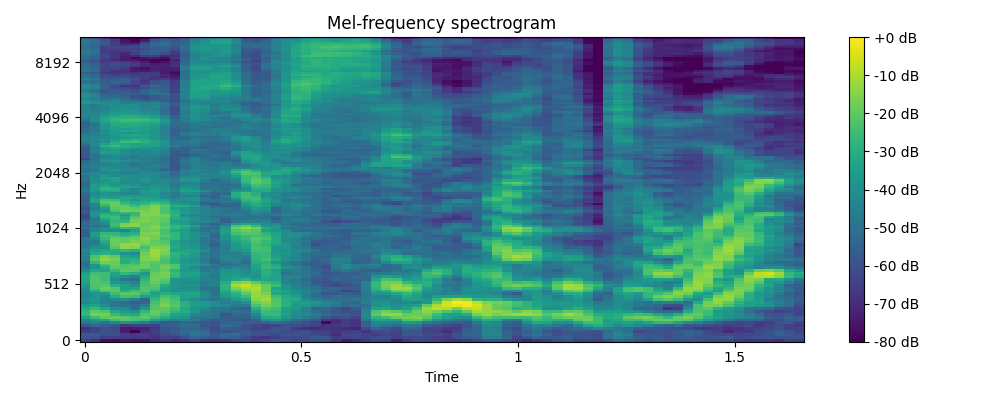 Mel-frequency spectrogram
8192
4096
2048
1024
512
0
Hz
0
0.5
1
1.5
Time
+0 dB
-10 dB
-20 dB
-30 dB
-40 dB
-50 dB
-60 dB
-70 dB
-80 dB